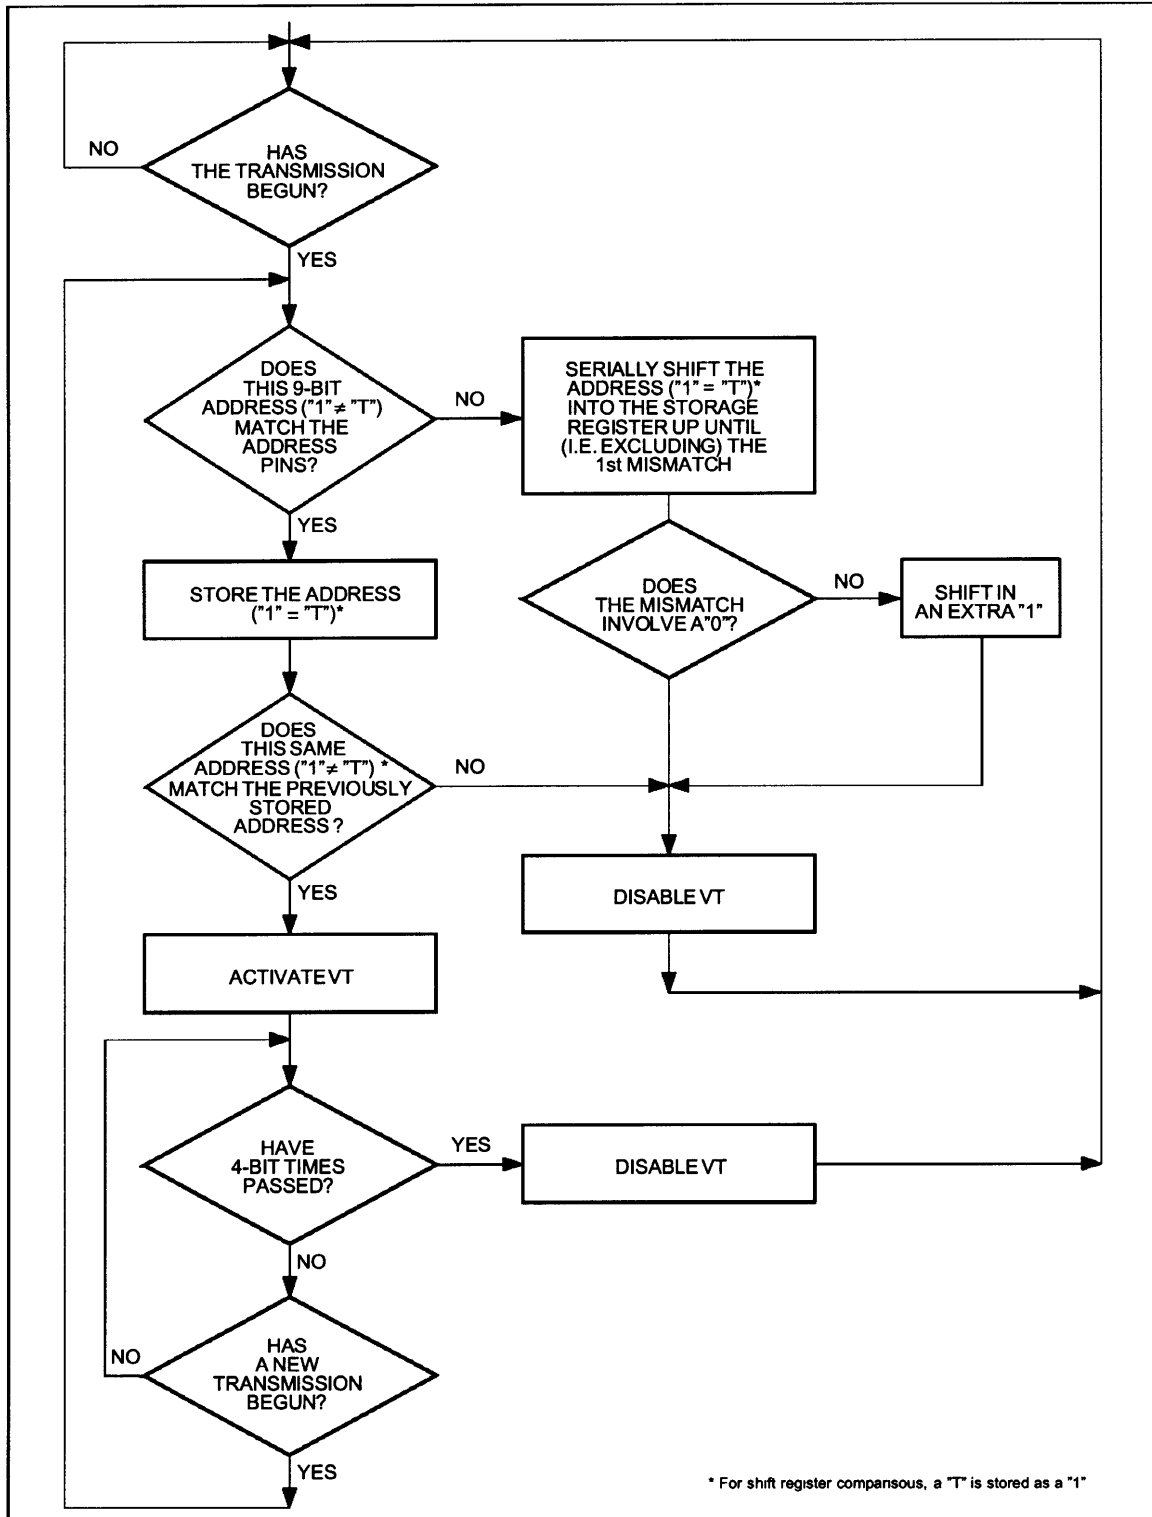 NO
HAS
THE TRANSMISSION
BEGUN?
YES
DOES
THIS 9-BIT
ADDRESS ("1" ≠ "T")
MATCH THE
ADDRESS
PINS?
NO
SERIALLY SHIFT THE
ADDRESS ("1" = "T")*
INTO THE STORAGE
REGISTER UP UNTIL
(I.E. EXCLUDING) THE
1st MISMATCH
YES
STORE THE ADDRESS
("1" = "T")*
DOES
THE MISMATCH
INVOLVE A "0"?
NO
SHIFT IN
AN EXTRA "1"
DOES
THIS SAME
ADDRESS ("1" ≠ "T") *
MATCH THE PREVIOUSLY
STORED
ADDRESS ?
NO
YES
DISABLE VT
ACTIVATE VT
HAVE
4-BIT TIMES
PASSED?
YES
DISABLE VT
NO
HAS
A NEW
TRANSMISSION
BEGUN?
NO
YES
* For shift register comparisous, a "T" is stored as a "1"